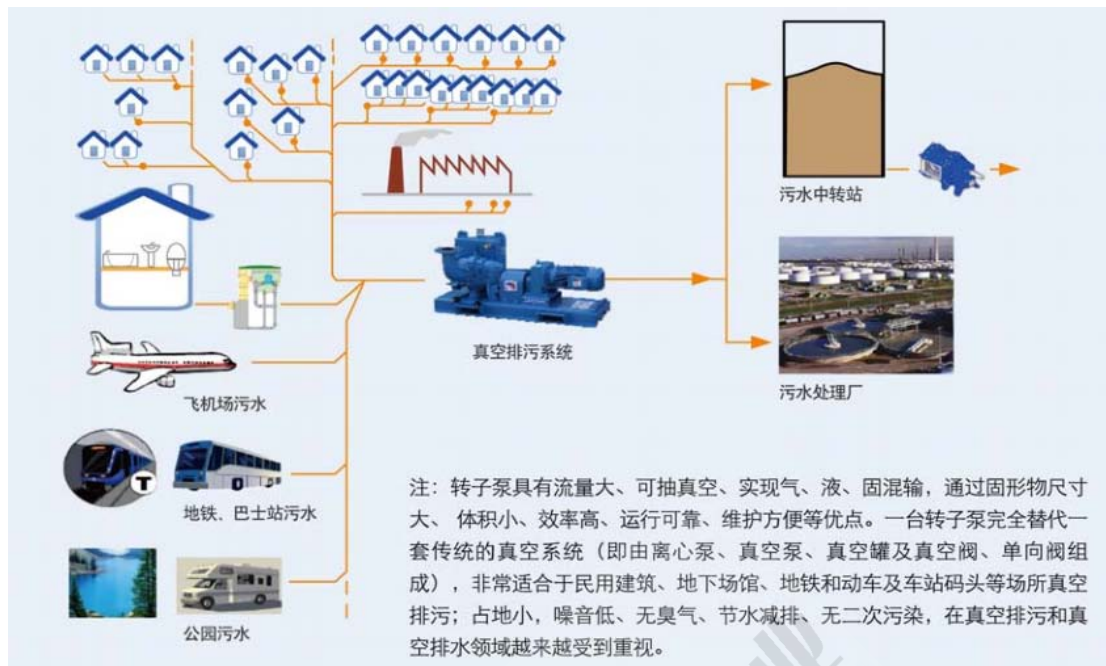 污水中转站
真空排污系统
飞机场污水
污水处理厂
T
地铁、巴士站污水
公园污水
注：转子泵具有流量大、可抽真空、实现气、液、固混输，通过固形物尺寸
大、 体积小、效率高、运行可靠、维护方便等优点。一台转子泵完全替代一
套传统的真空系统（即由离心泵、真空泵、真空罐及真空阀、单向阀组
成），非常适合于民用建筑、地下场馆、地铁和动车及车站码头等场所真空
排污；占地小，噪音低、无臭气、节水减排、无二次污染，在真空排污和真
空排水领域越来越受到重视。
业